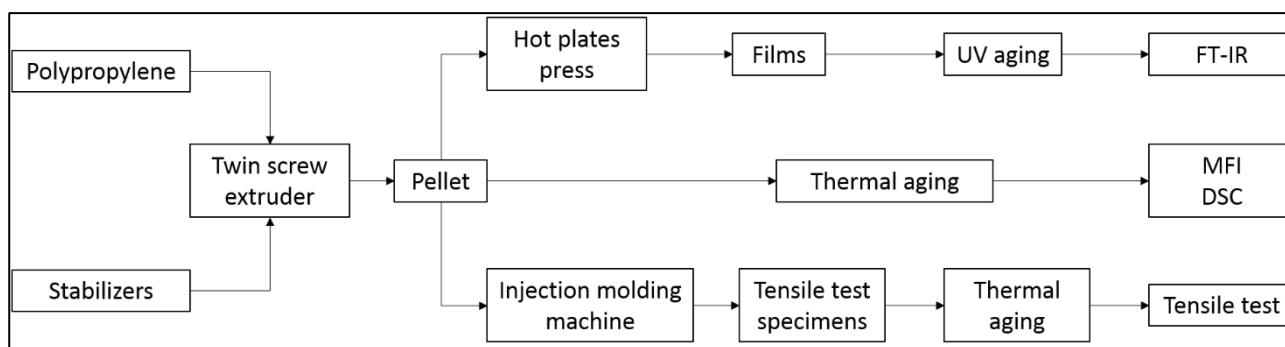 Polypropylene
Stabilizers
Twin screw
extruder
Pellet
Hot plates
press
Films
UV aging
FT-IR
Thermal aging
MFI
DSC
Injection molding
machine
Tensile test
specimens
Thermal
aging
Tensile test